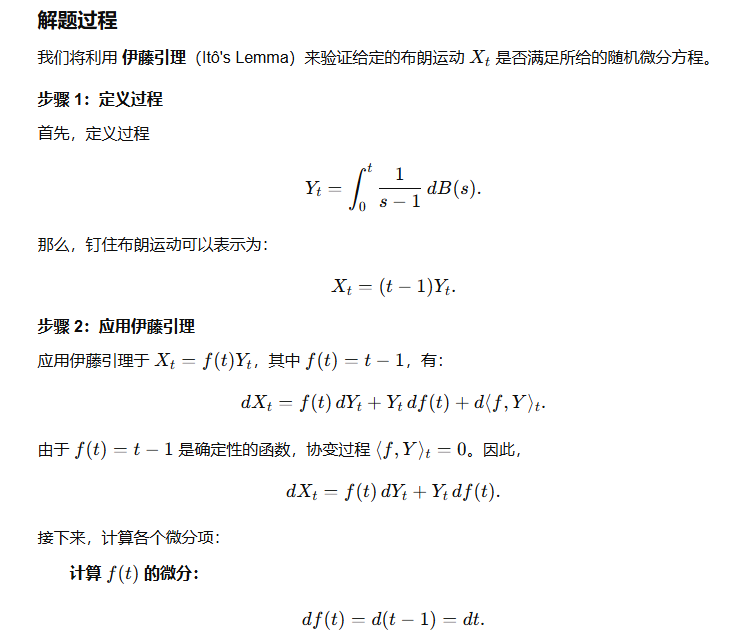 解题过程
我们将利用 伊藤引理（Itô's Lemma）来验证给定的布朗运动 $X_t$ 是否满足所给的随机微分方程。
步骤 1：定义过程
首先，定义过程
$$Y_t = \int_0^t \frac{1}{s-1} \, dB(s).$$
那么，钉住布朗运动可以表示为：
$$X_t = (t-1)Y_t.$$
步骤 2：应用伊藤引理
应用伊藤引理于 $X_t = f(t)Y_t$，其中 $f(t) = t-1$，有：
$$dX_t = f(t) \, dY_t + Y_t \, df(t) + d\langle f, Y \rangle_t.$$
由于 $f(t) = t-1$ 是确定性的函数，协变过程 $\langle f, Y \rangle_t = 0$。因此，
$$dX_t = f(t) \, dY_t + Y_t \, df(t).$$
接下来，计算各个微分项：
计算 $f(t)$ 的微分：
$$df(t) = d(t-1) = dt.$$